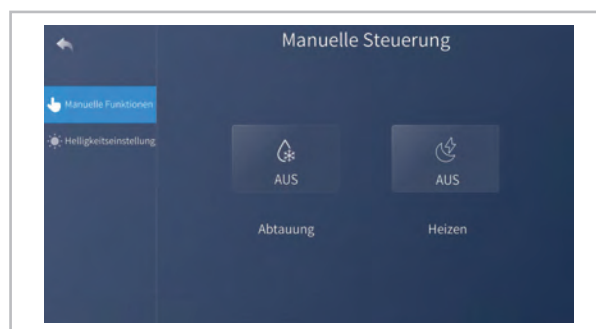 Manuelle Steuerung
Manuelle Funktionen
Helligkeitseinstellung
AUS
AUS
Abtauung
Heizen